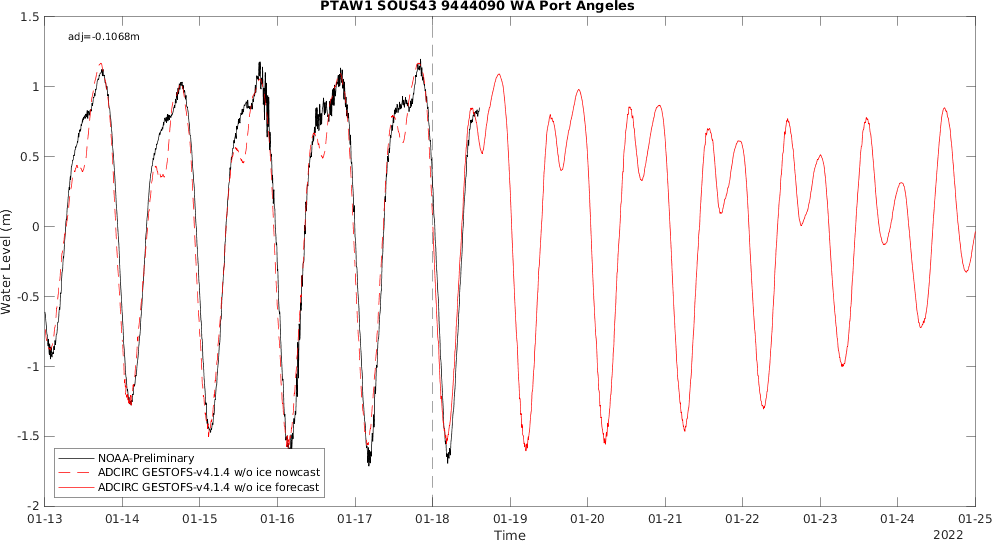 PTAW1 SOUS43 9444090 WA Port Angeles
adj=-0.1068m
1.5
1
0.5
0
-0.5
-1
-1.5
-2
Water Level (m)
NOAA-Preliminary
ADCIRC GESTOFS-v4.1.4 w/o ice nowcast
ADCIRC GESTOFS-v4.1.4 w/o ice forecast
01-13 01-14 01-15 01-16 01-17 01-18 01-19 01-20 01-21 01-22 01-23 01-24 01-25
Time
2022